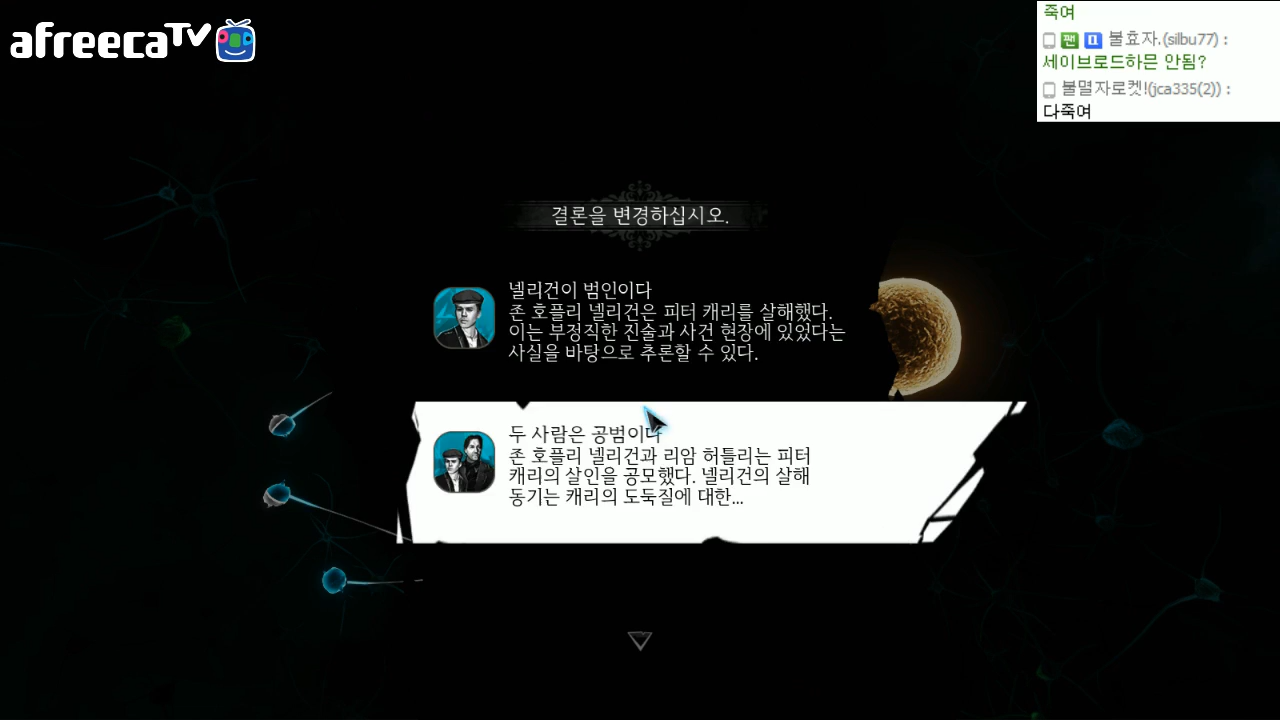 afreecaTV
죽여
팬 불효자.(silbu77) :
세이브로드하믄 안됨?
불멸자로켓!(jca335(2)) :
다죽여
결론을 변경하십시오.
넬리건이 범인이다
존 호플리 넬리건은 피터 캐리를 살해했다.
이는 부정직한 진술과 사건 현장에 있었다는
사실을 바탕으로 추론할 수 있다.
두 사람은 공범이다
존 호플리 넬리건과 리암 허틀리는 피터
캐리의 살인을 공모했다. 넬리건의 살해
동기는 캐리의 도둑질에 대한...